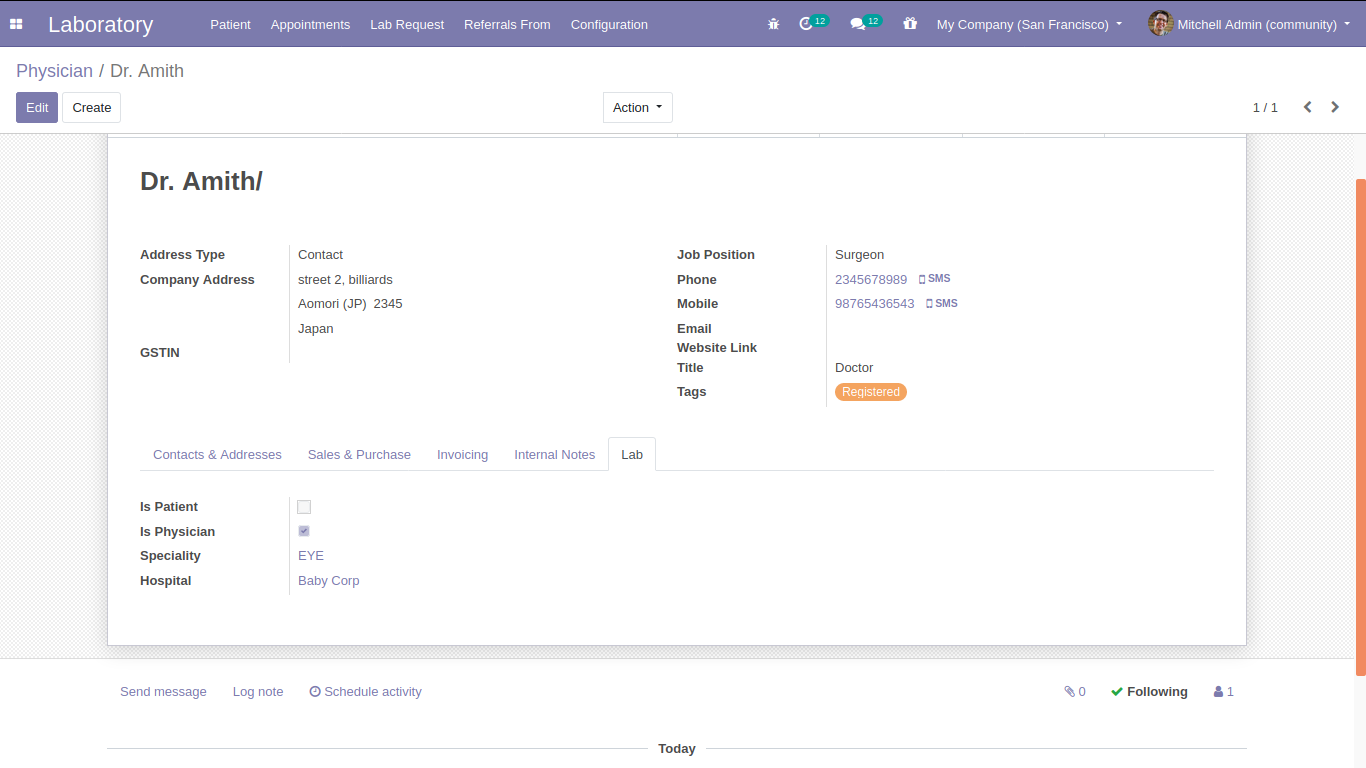 Laboratory Patient Appointments Lab Request Referrals From Configuration 12 12 My Company (San Francisco) Mitchell Admin (community)
Physician / Dr. Amith
Edit Create Action 1 / 1
Dr. Amith/
Address Type Contact Job Position Surgeon
Company Address street 2, billiards Phone 2345678989 SMS
Aomori (JP) 2345 Mobile 98765436543 SMS
Japan Email
Website Link
GSTIN
Title Doctor
Tags Registered
Contacts & Addresses Sales & Purchase Invoicing Internal Notes Lab
Is Patient
Is Physician
Speciality EYE
Hospital Baby Corp
Send message Log note Schedule activity 0 Following 1
Today